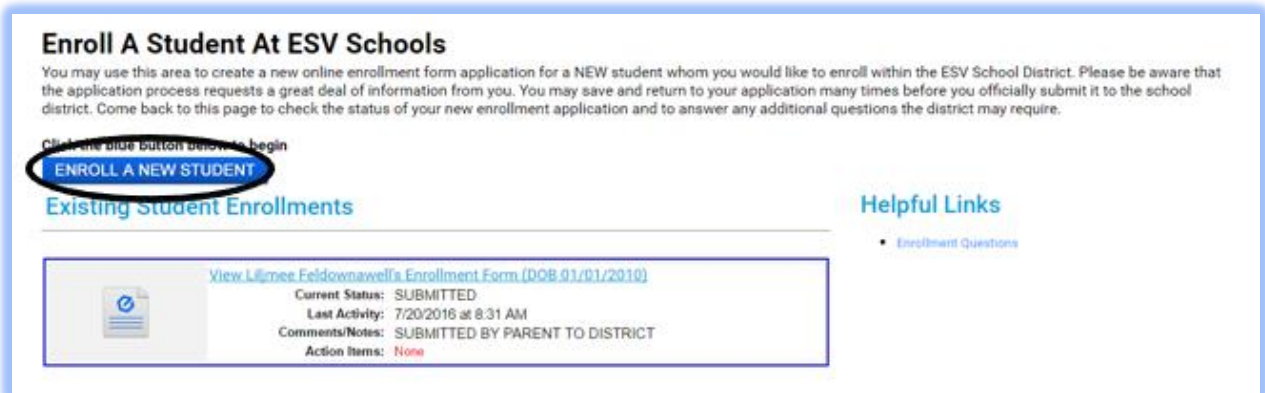 Enroll A Student At ESV Schools
You may use this area to create a new online enrollment form application for a NEW student whom you would like to enroll within the ESV School District. Please be aware that
the application process requests a great deal of information from you. You may save and return to your application many times before you officially submit it to the school
district. Come back to this page to check the status of your new enrollment application and to answer any additional questions the district may require.
Click the blue button below to begin
ENROLL A NEW STUDENT
Existing Student Enrollments
View Liljmee Feldownawell's Enrollment Form (DOB 01/01/2010)
Current Status: SUBMITTED
Last Activity: 7/20/2016 at 8:31 AM
Comments/Notes: SUBMITTED BY PARENT TO DISTRICT
Action Items: None
Helpful Links
• Enrollment Questions